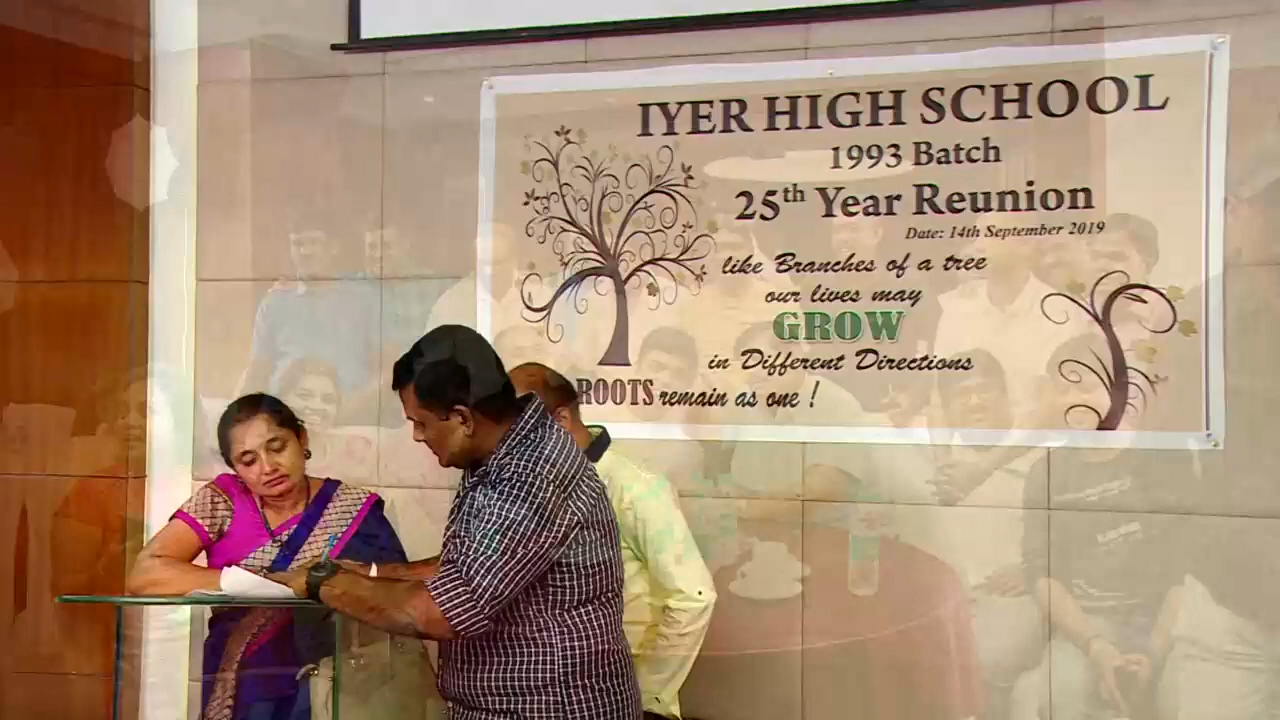 IYER HIGH SCHOOL
1993 Batch
25th Year Reunion
Date: 14th September 2019
like Branches of a tree
our lives may
GROW
in Different Directions
ROOTS remain as one !